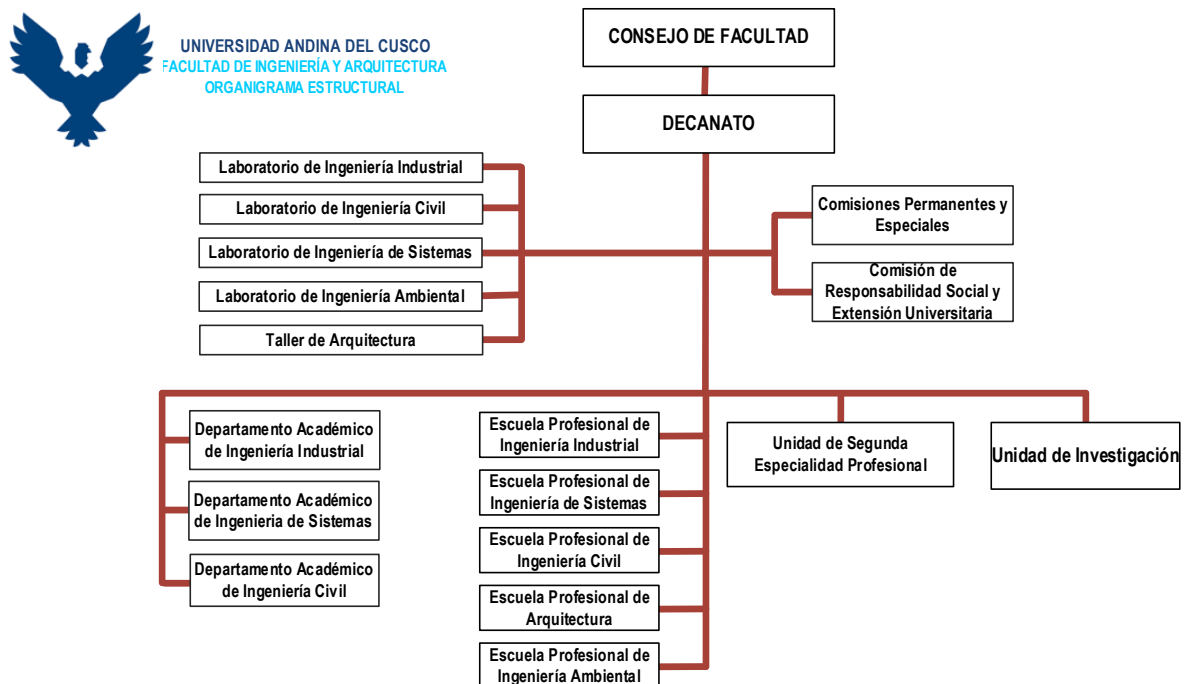 UNIVERSIDAD ANDINA DEL CUSCO
FACULTAD DE INGENIERÍA Y ARQUITECTURA
ORGANIGRAMA ESTRUCTURAL
CONSEJO DE FACULTAD
DECANATO
Laboratorio de Ingeniería Industrial
Laboratorio de Ingeniería Civil
Laboratorio de Ingeniería de Sistemas
Laboratorio de Ingeniería Ambiental
Taller de Arquitectura
Comisiones Permanentes y
Especiales
Comisión de
Responsabilidad Social y
Extensión Universitaria
Departamento Académico
de Ingeniería Industrial
Departamento Académico
de Ingenieria de Sistemas
Departamento Académico
de Ingeniería Civil
Escuela Profesional de
Ingeniería Industrial
Escuela Profesional de
Ingeniería de Sistemas
Escuela Profesional de
Ingeniería Civil
Escuela Profesional de
Arquitectura
Escuela Profesional de
Ingeniería Ambiental
Unidad de Segunda
Especialidad Profesional
Unidad de Investigación